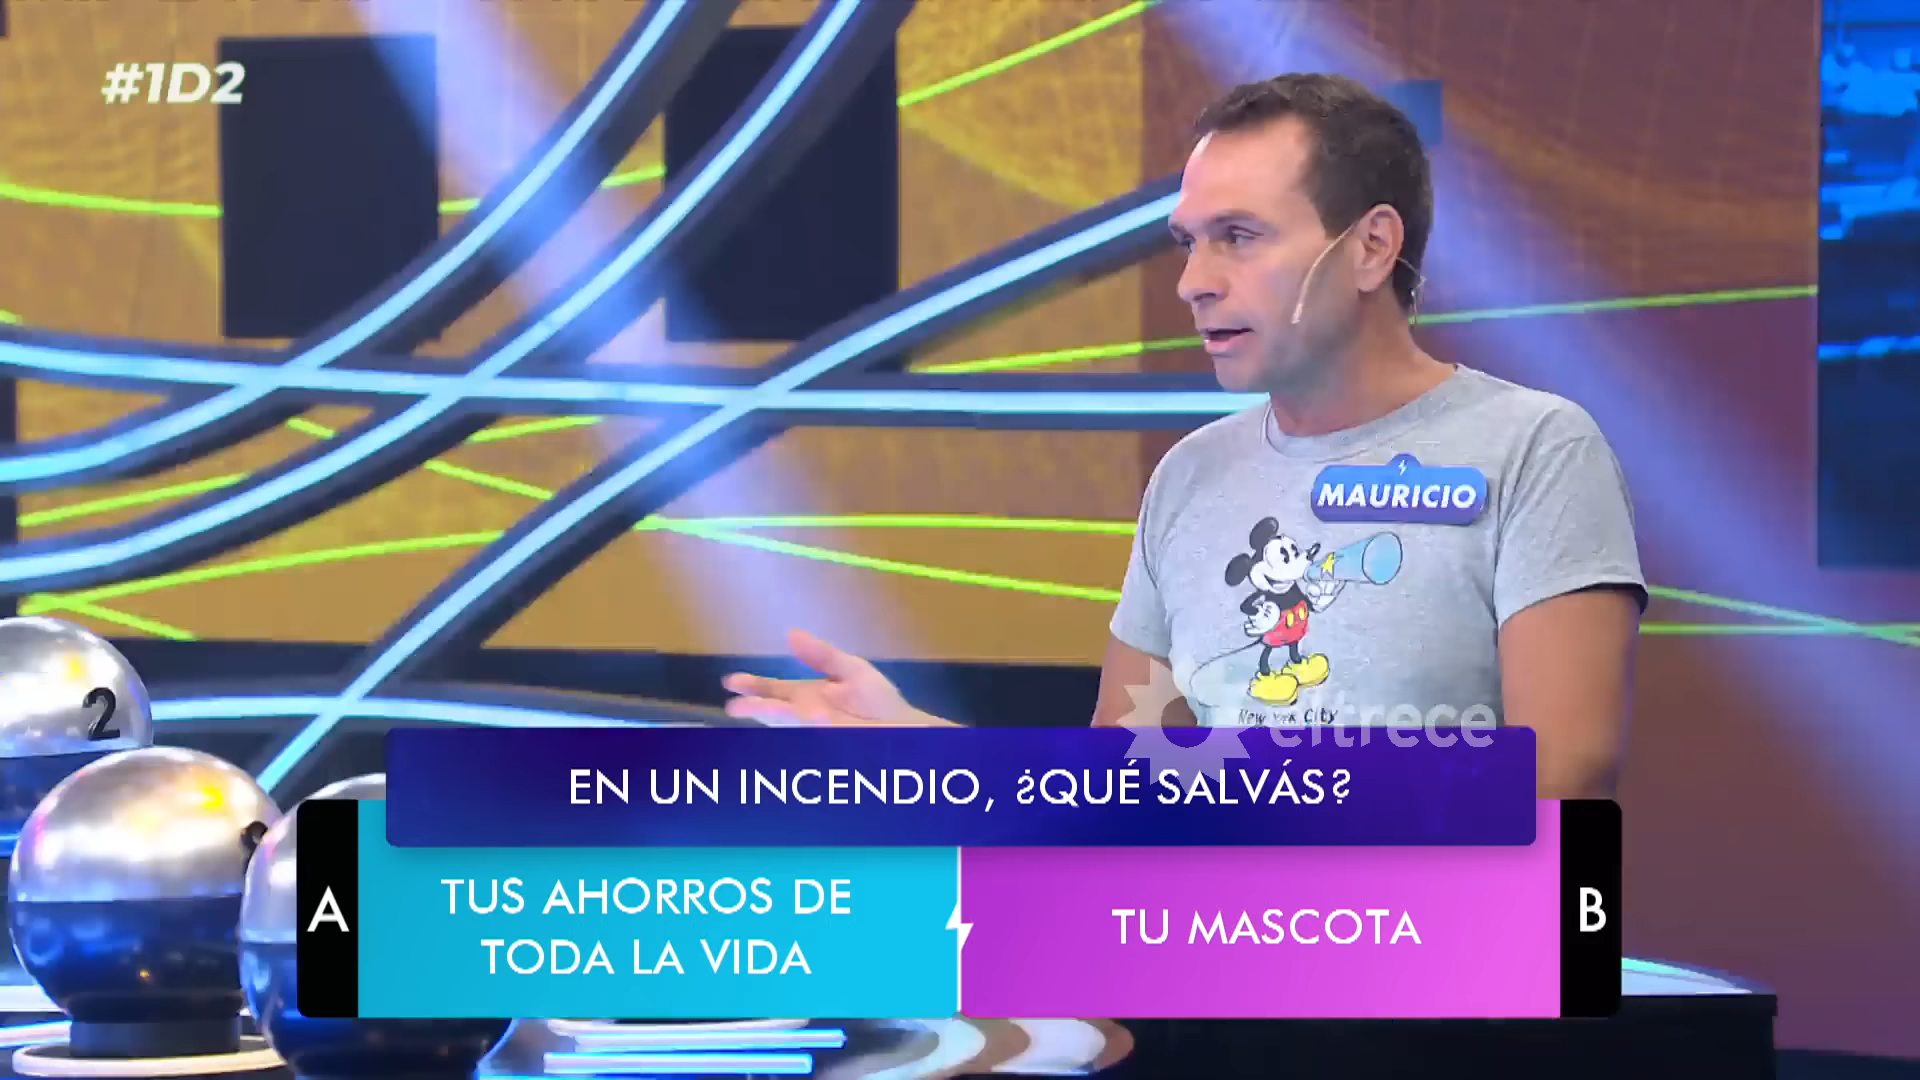 #1D2
MAURICIO
New York City
eltrece
2
EN UN INCENDIO, ¿QUÉ SALVÁS?
A
TUS AHORROS DE
TODA LA VIDA
TU MASCOTA
B